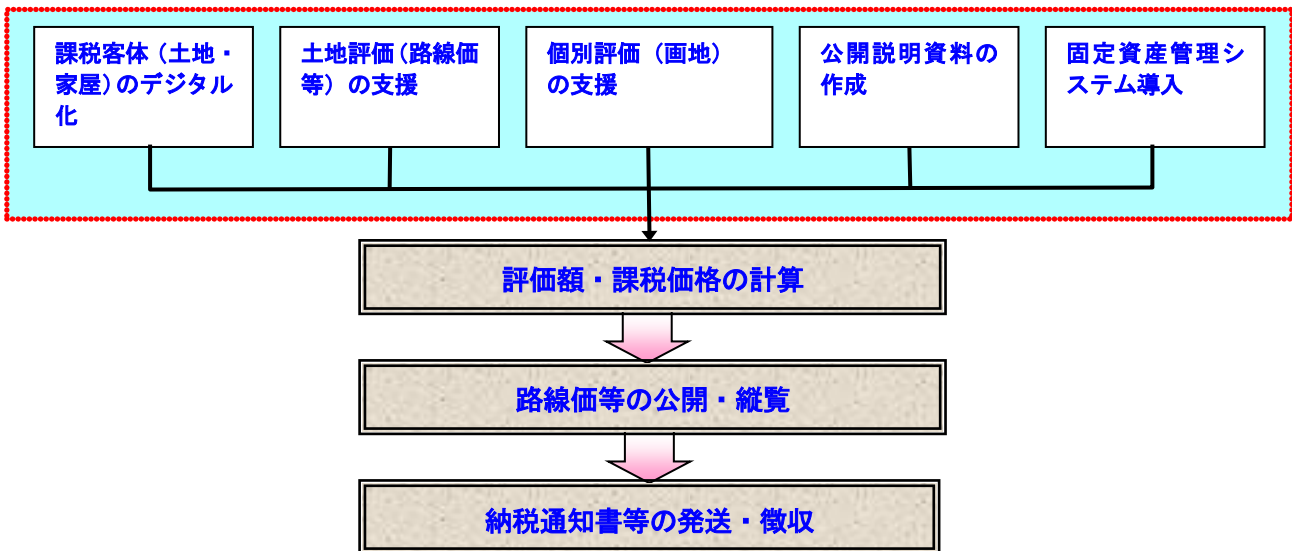 課税客体（土地・
家屋）のデジタル
化
土地評価（路線価
等）の支援
個別評価（画地）
の支援
公開説明資料の
作成
固定資産管理シ
ステム導入
評価額・課税価格の計算
路線価等の公開・縦覧
納税通知書等の発送・徴収